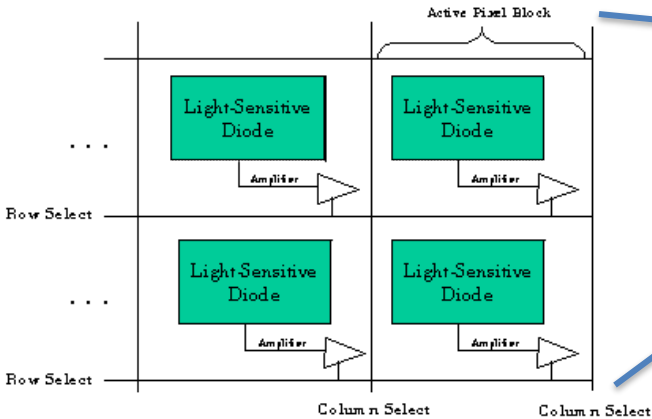 Active Pixel Block
Light-Sensitive
Diode
Light-Sensitive
Diode
. . .
Amplifier
Amplifier
Row Select
Light-Sensitive
Diode
Light-Sensitive
Diode
. . .
Amplifier
Amplifier
Row Select
Column Select
Column Select